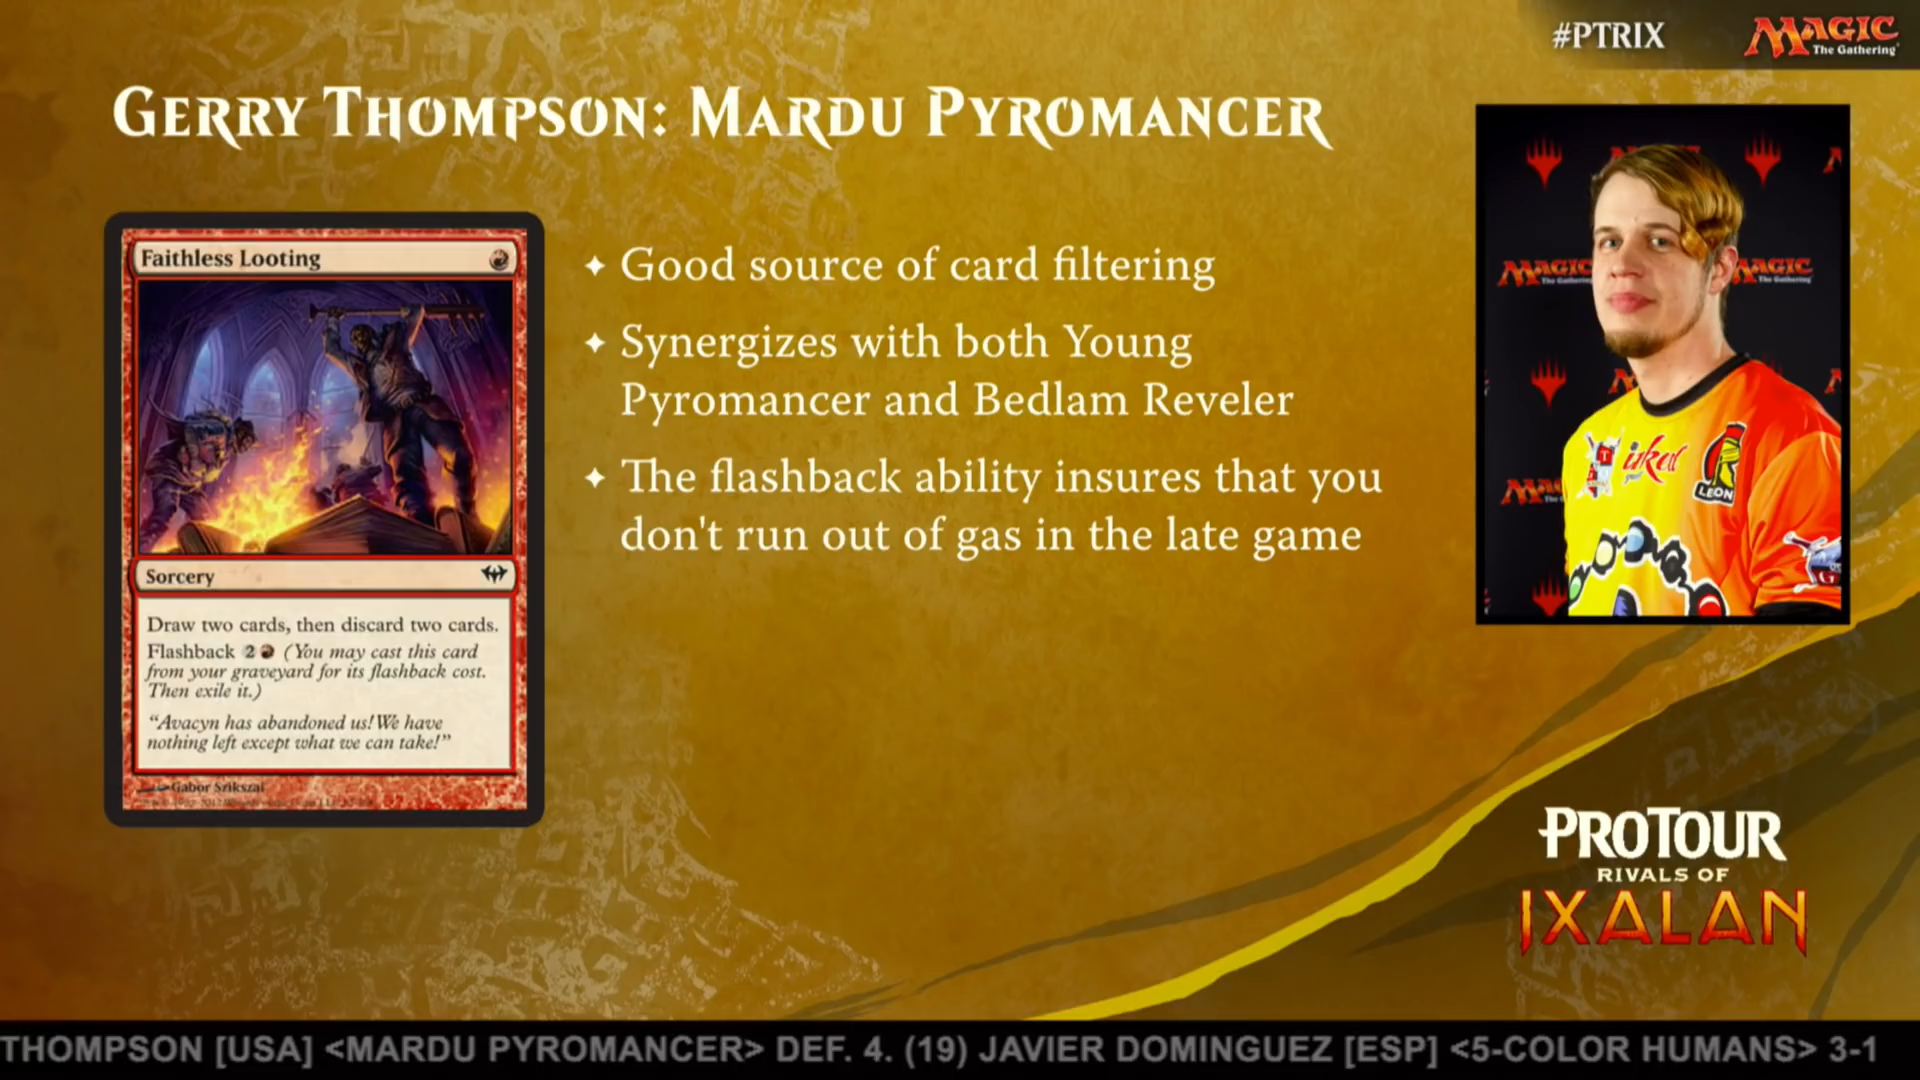 #PTRIX
MAGIC
The Gathering
GERRY THOMPSON: MARDU PYROMANCER
Faithless Looting
Sorcery
Draw two cards, then discard two cards.
Flashback 2 (You may cast this card
from your graveyard for its flashback cost.
Then exile it.)
"Avacyn has abandoned us! We have
nothing left except what we can take!"
Gabor Szikszai
✦ Good source of card filtering
✦ Synergizes with both Young
Pyromancer and Bedlam Reveler
✦ The flashback ability insures that you
don't run out of gas in the late game
MAGIC
MAGIC
inked
LEON
PROTOUR
RIVALS OF
IXALAN
THOMPSON [USA] <MARDU PYROMANCER> DEF. 4. (19) JAVIER DOMINGUEZ [ESP] <5-COLOR HUMANS> 3-1